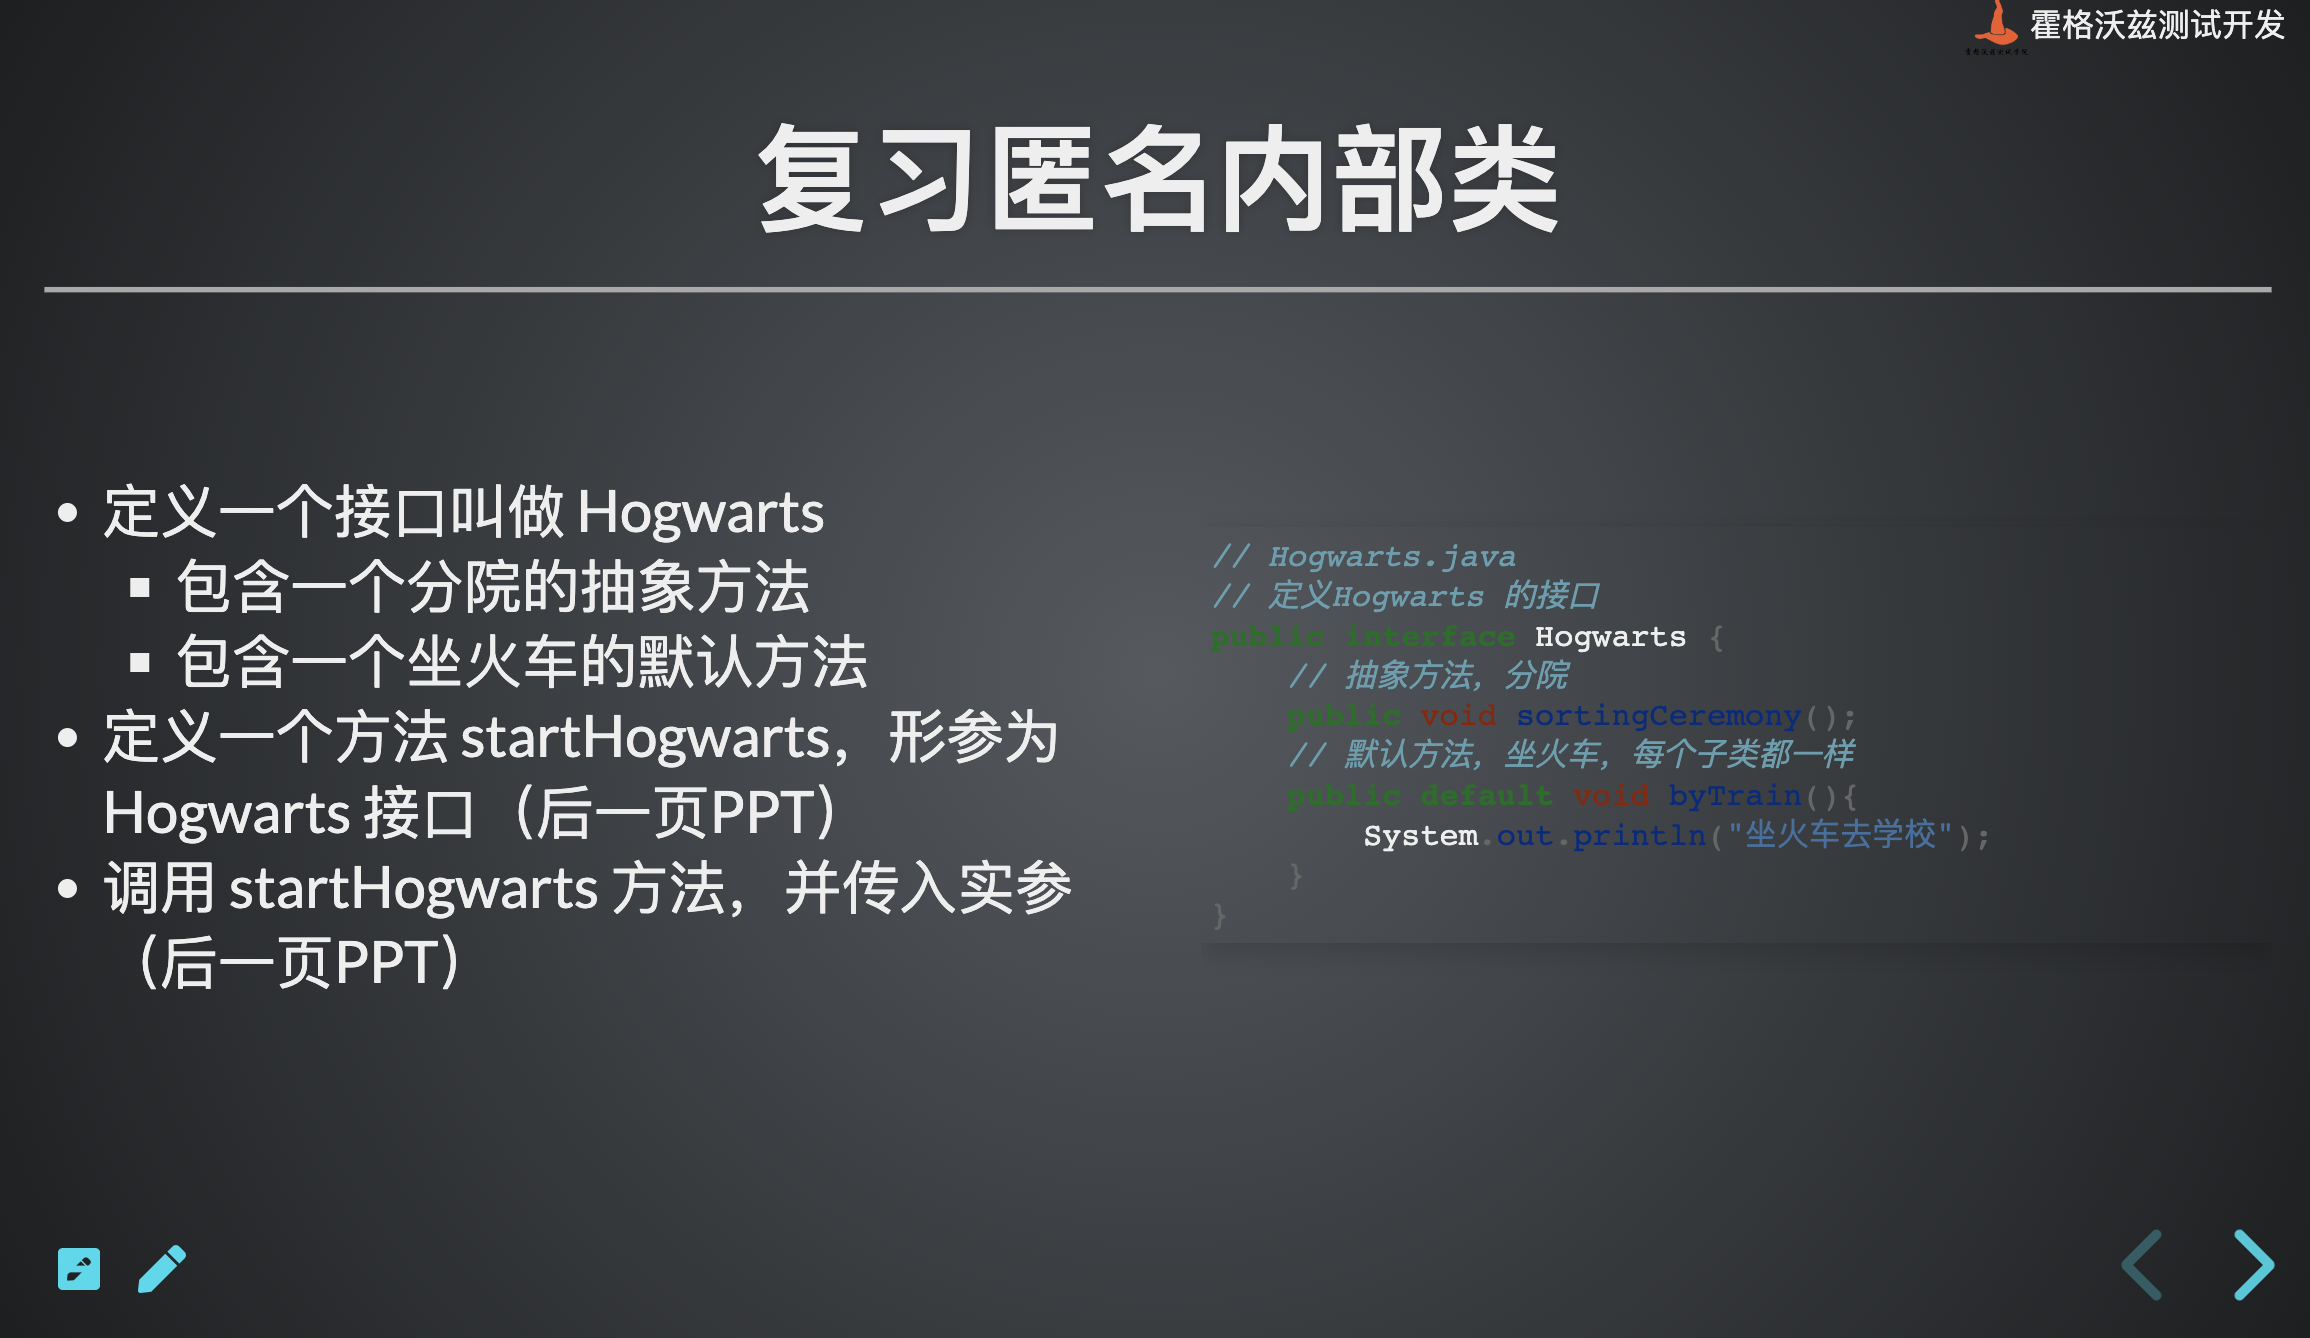 霍格沃兹测试开发
复习匿名内部类
定义一个接口叫做 Hogwarts
包含一个分院的抽象方法
包含一个坐火车的默认方法
定义一个方法 startHogwarts，形参为
Hogwarts 接口（后一页PPT）
调用 startHogwarts 方法，并传入实参
（后一页PPT）
// Hogwarts.java
// 定义Hogwarts 的接口
public interface Hogwarts {
    // 抽象方法，分院
    public void sortingCeremony();
    // 默认方法，坐火车，每个子类都一样
    public default void byTrain(){
        System.out.println("坐火车去学校");
    }
}